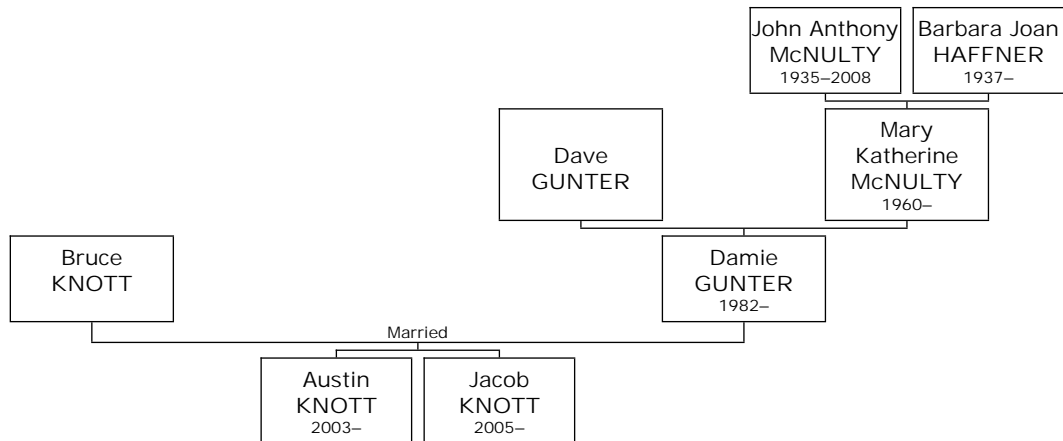 John Anthony
McNULTY
1935–2008
Barbara Joan
HAFFNER
1937–
Dave
GUNTER
Mary
Katherine
McNULTY
1960–
Bruce
KNOTT
Damie
GUNTER
1982–
Married
Austin
KNOTT
2003–
Jacob
KNOTT
2005–